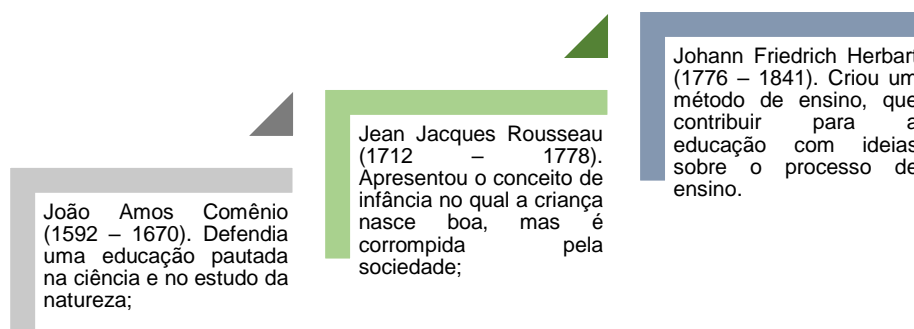 João Amos Comênio
(1592 – 1670). Defendia
uma educação pautada
na ciência e no estudo da
natureza;
Jean Jacques Rousseau
(1712 – 1778).
Apresentou o conceito de
infância no qual a criança
nasce boa, mas é
corrompida pela
sociedade;
Johann Friedrich Herbart
(1776 – 1841). Criou um
método de ensino, que
contribuir para a
educação com ideias
sobre o processo de
ensino.